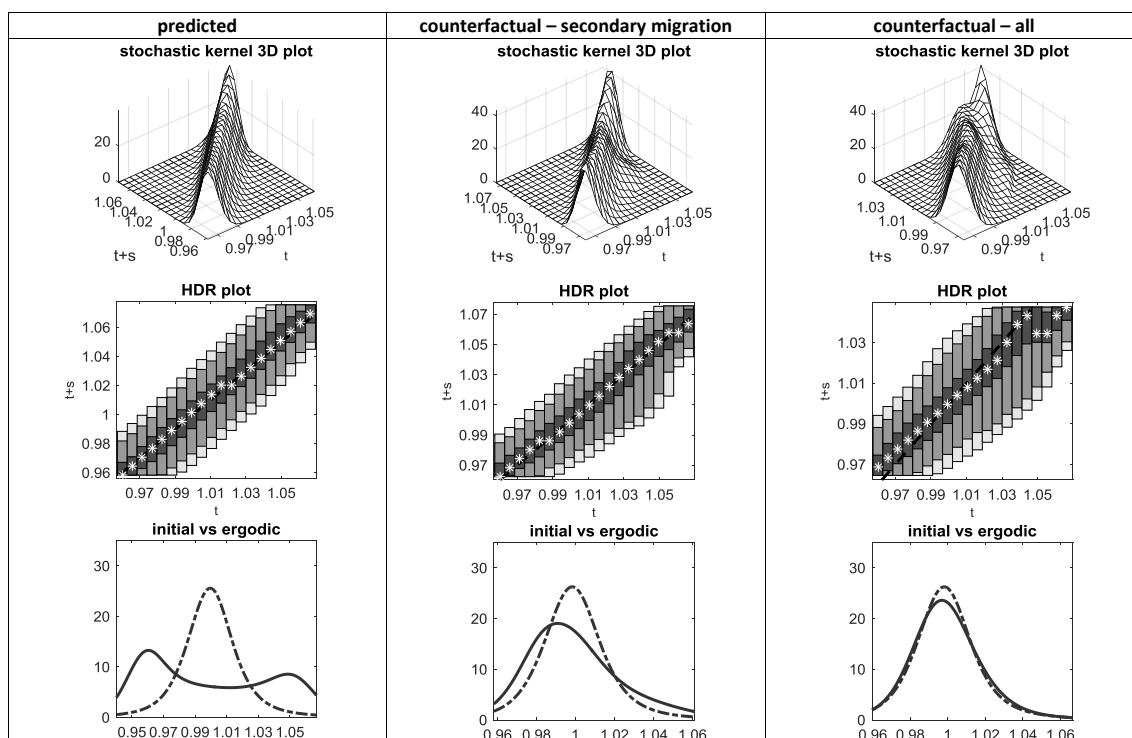 predicted
counterfactual – secondary migration
counterfactual – all
stochastic kernel 3D plot
20
0
1.06
1.04
1.02
1
0.98
0.96
t+s
0.97
0.99
1.01
1.03
1.05
t
stochastic kernel 3D plot
40
20
0
1.07
1.05
1.03
1.01
0.99
0.97
t+s
0.97
0.99
1.01
1.03
1.05
t
stochastic kernel 3D plot
40
20
0
1.03
1.01
0.99
0.97
t+s
0.97
0.99
1.01
1.03
1.05
t
HDR plot
1.06
1.04
1.02
1
0.98
0.96
t+s
0.97 0.99 1.01 1.03 1.05
t
HDR plot
1.07
1.05
1.03
1.01
0.99
0.97
t+s
0.97 0.99 1.01 1.03 1.05
t
HDR plot
1.03
1.01
0.99
0.97
t+s
0.97 0.99 1.01 1.03 1.05
t
initial vs ergodic
30
20
10
0
0.95 0.97 0.99 1.01 1.03 1.05
initial vs ergodic
30
20
10
0
0.96 0.98 1 1.02 1.04 1.06
initial vs ergodic
30
20
10
0
0.96 0.98 1 1.02 1.04 1.06